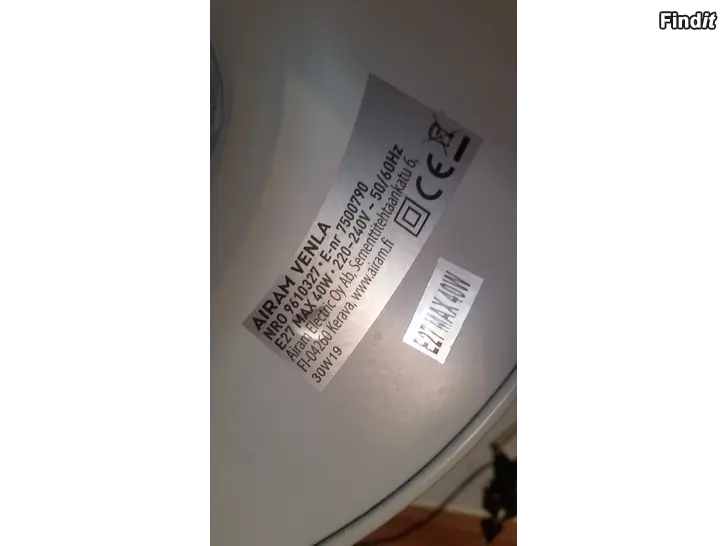 Findit
AIRAM VENLA
NRO 9610327 • E-nr 7500790
E27 MAX 40W • 220-240V ~ 50/60Hz
Airam Electric Oy Ab, Sementtitehtaankatu 6,
FI-04260 Kerava, www.airam.fi
30W19
CE
E27 MAX 40W